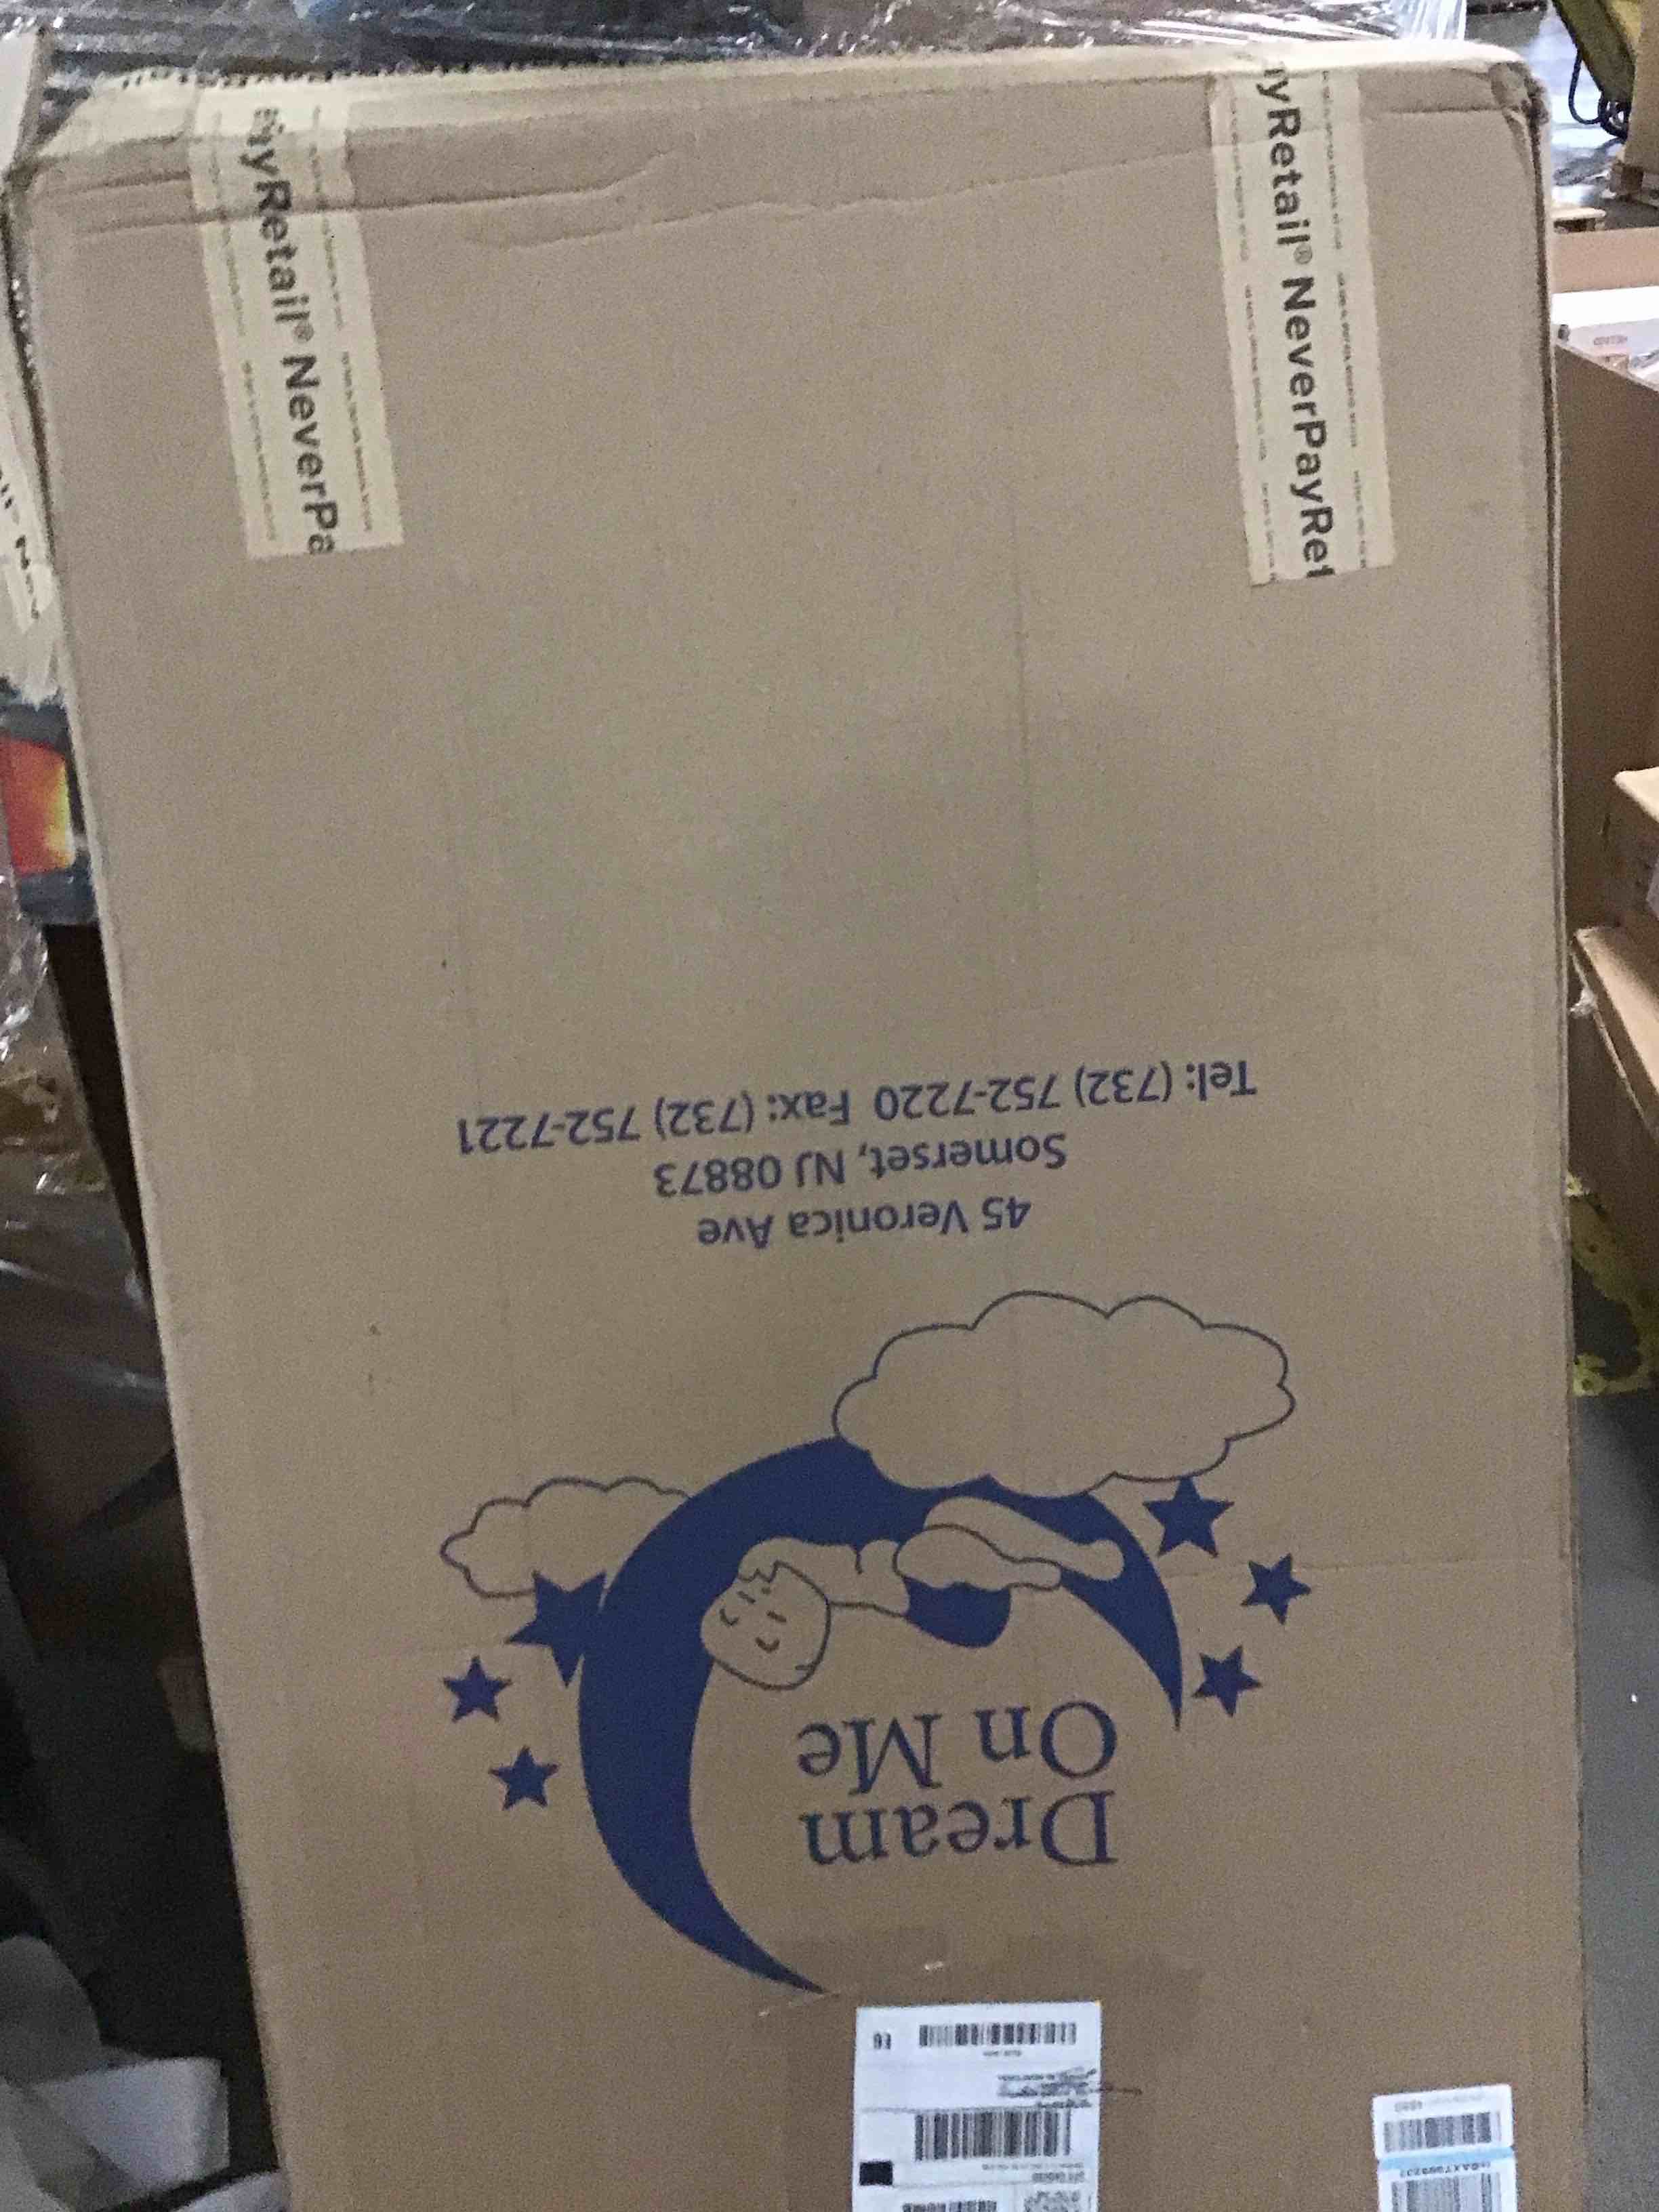 Dream
On Me
45 Veronica Ave
Somerset, NJ 08873
Tel: (732) 752-7220 Fax: (732) 752-7221
ayRetail® NeverPa
yRetail® NeverPayRet